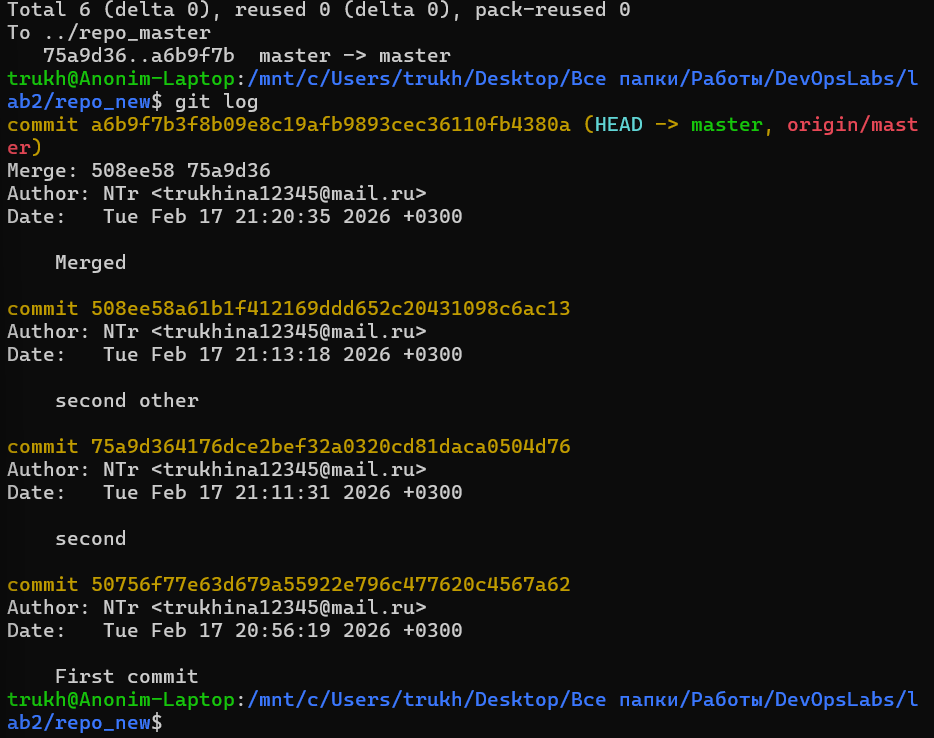 Total 6 (delta 0), reused 0 (delta 0), pack-reused 0
To ../repo_master
   75a9d36..a6b9f7b  master -> master
trukh@Anonim-Laptop:/mnt/c/Users/trukh/Desktop/Все папки/Работы/DevOpsLabs/l
ab2/repo_new$ git log
commit a6b9f7b3f8b09e8c19afb9893cec36110fb4380a (HEAD -> master, origin/mast
er)
Merge: 508ee58 75a9d36
Author: NTr <trukhina12345@mail.ru>
Date:   Tue Feb 17 21:20:35 2026 +0300

    Merged

commit 508ee58a61b1f412169ddd652c20431098c6ac13
Author: NTr <trukhina12345@mail.ru>
Date:   Tue Feb 17 21:13:18 2026 +0300

    second other

commit 75a9d364176dce2bef32a0320cd81daca0504d76
Author: NTr <trukhina12345@mail.ru>
Date:   Tue Feb 17 21:11:31 2026 +0300

    second

commit 50756f77e63d679a55922e796c477620c4567a62
Author: NTr <trukhina12345@mail.ru>
Date:   Tue Feb 17 20:56:19 2026 +0300

    First commit
trukh@Anonim-Laptop:/mnt/c/Users/trukh/Desktop/Все папки/Работы/DevOpsLabs/l
ab2/repo_new$